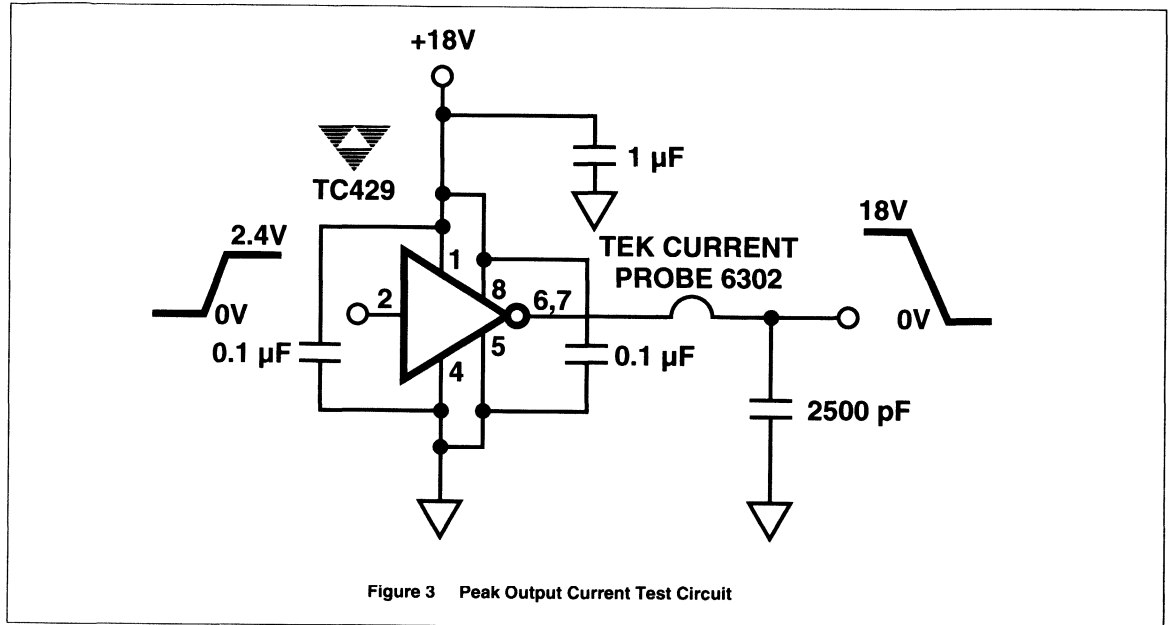 +18V
1 µF
TC429
18V
2.4V
TEK CURRENT
PROBE 6302
1
8
2
6,7
0V
0V
5
0.1 µF
0.1 µF
4
2500 pF
Figure 3 Peak Output Current Test Circuit